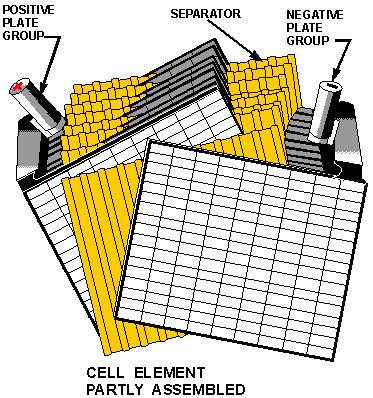 POSITIVE
PLATE
GROUP
SEPARATOR
NEGATIVE
PLATE
GROUP
+
-
CELL ELEMENT
PARTLY ASSEMBLED